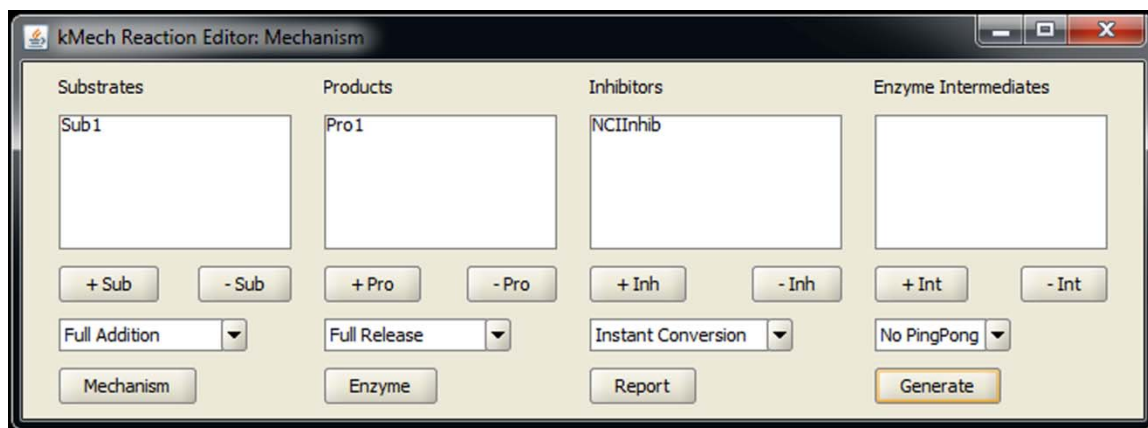 kMech Reaction Editor: Mechanism
Substrates Products Inhibitors Enzyme Intermediates
Sub1 Pro1 NCIInhib
+ Sub - Sub + Pro - Pro + Inh - Inh + Int - Int
Full Addition Full Release Instant Conversion No PingPong
Mechanism Enzyme Report Generate